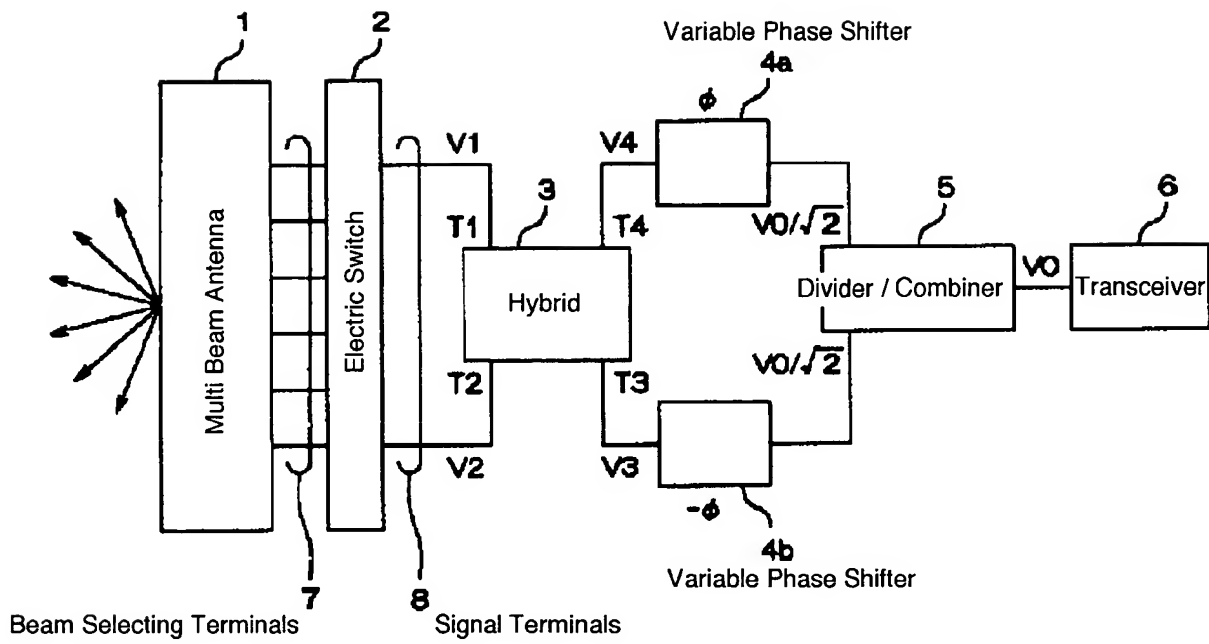 1
2
Variable Phase Shifter
4a
ϕ
V1
V4
3
5
6
T1
T4
V0/√2
Multi Beam Antenna
Electric Switch
Hybrid
Divider / Combiner
V0
Transceiver
V0/√2
T2
T3
V2
V3
-ϕ
4b
7
8
Variable Phase Shifter
Beam Selecting Terminals
Signal Terminals